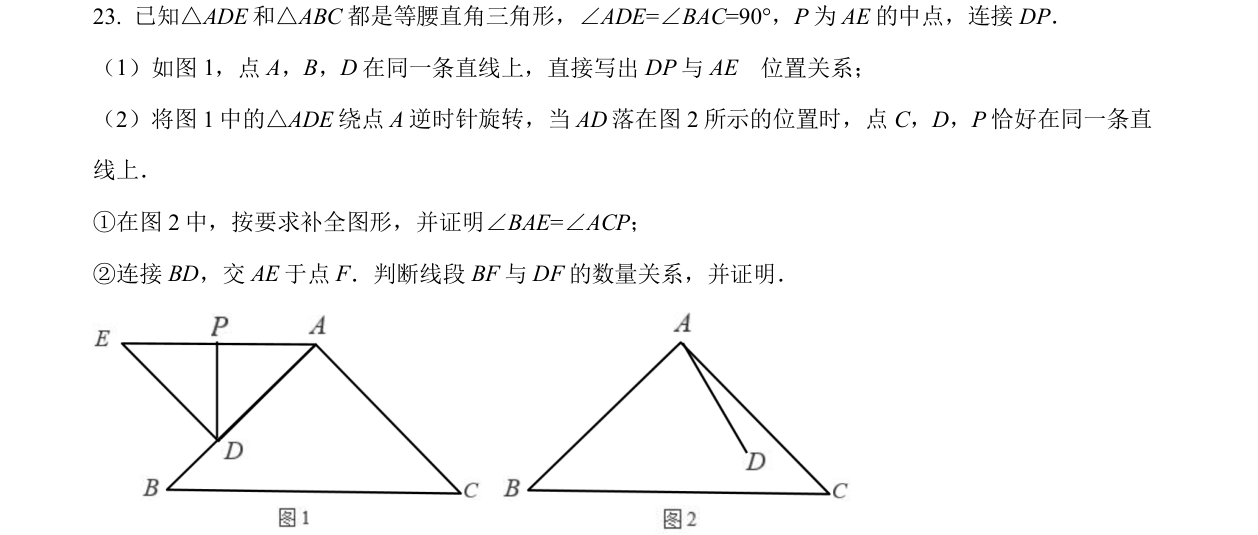 23. 已知△ADE和△ABC都是等腰直角三角形，∠ADE=∠BAC=90°，P为AE的中点，连接DP．
（1）如图1，点A，B，D在同一条直线上，直接写出DP与AE 位置关系；
（2）将图1中的△ADE绕点A逆时针旋转，当AD落在图2所示的位置时，点C，D，P恰好在同一条直
线上．
①在图2中，按要求补全图形，并证明∠BAE=∠ACP；
②连接BD，交AE于点F．判断线段BF与DF的数量关系，并证明．
E P A
D
B C
图1
A
D
B C
图2